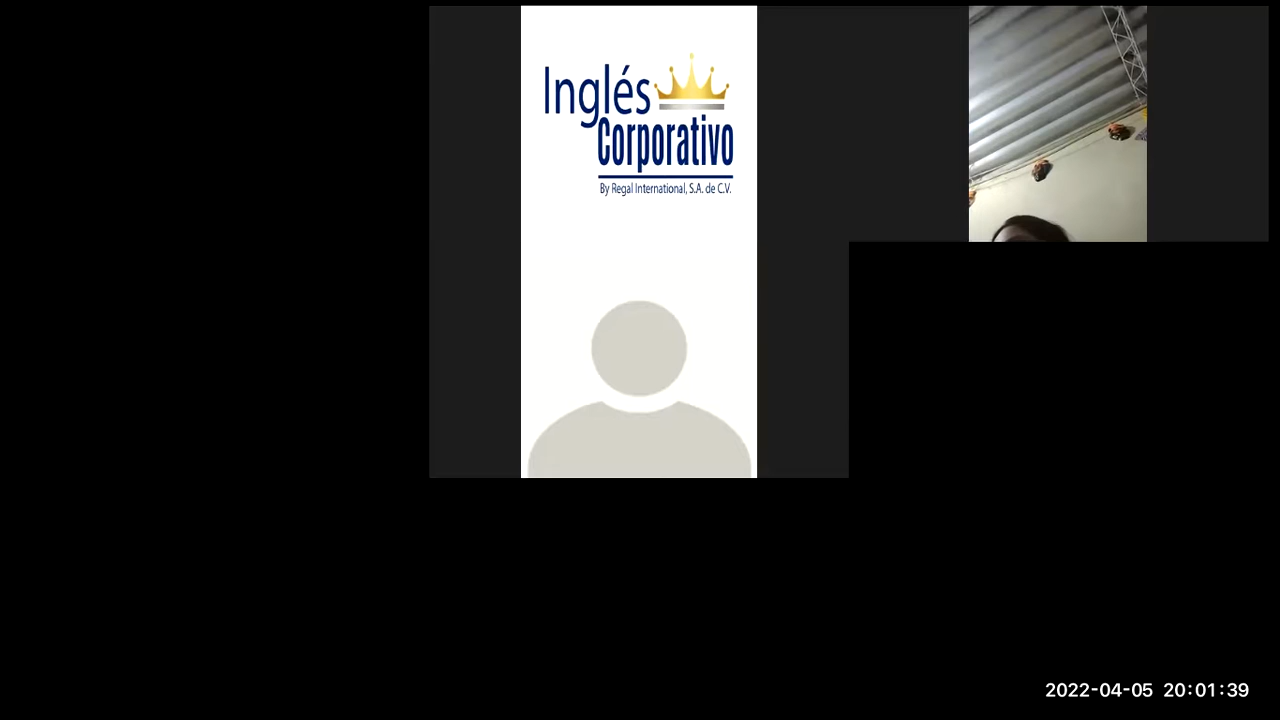 Inglés
Corporativo
By Regal International, S.A. de C.V.
2022-04-05 20:01:39